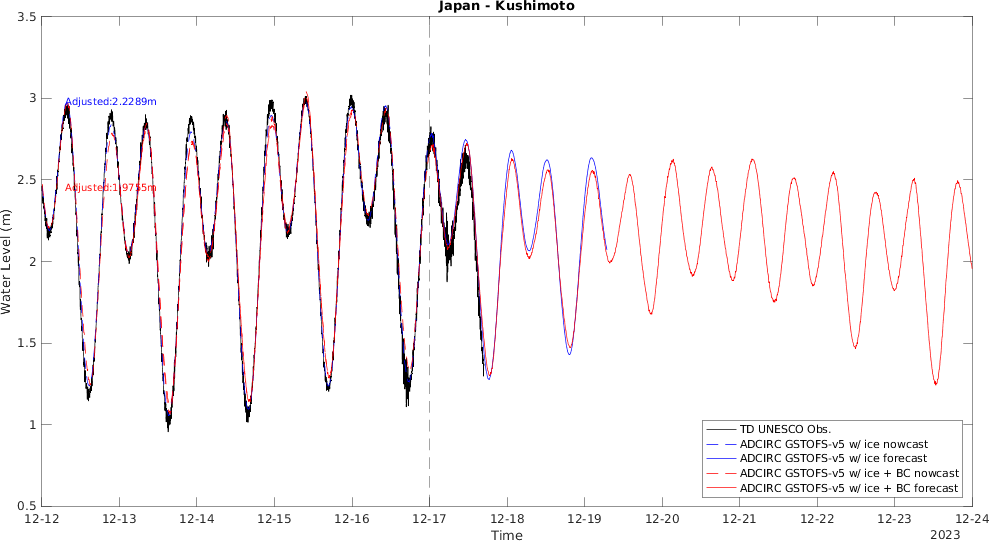 Japan - Kushimoto
3.5
3
2.5
2
1.5
1
0.5
Water Level (m)
Adjusted:2.2289m
Adjusted:1.9755m
TD UNESCO Obs.
ADCIRC GSTOFS-v5 w/ ice nowcast
ADCIRC GSTOFS-v5 w/ ice forecast
ADCIRC GSTOFS-v5 w/ ice + BC nowcast
ADCIRC GSTOFS-v5 w/ ice + BC forecast
12-12 12-13 12-14 12-15 12-16 12-17 12-18 12-19 12-20 12-21 12-22 12-23 12-24
Time
2023